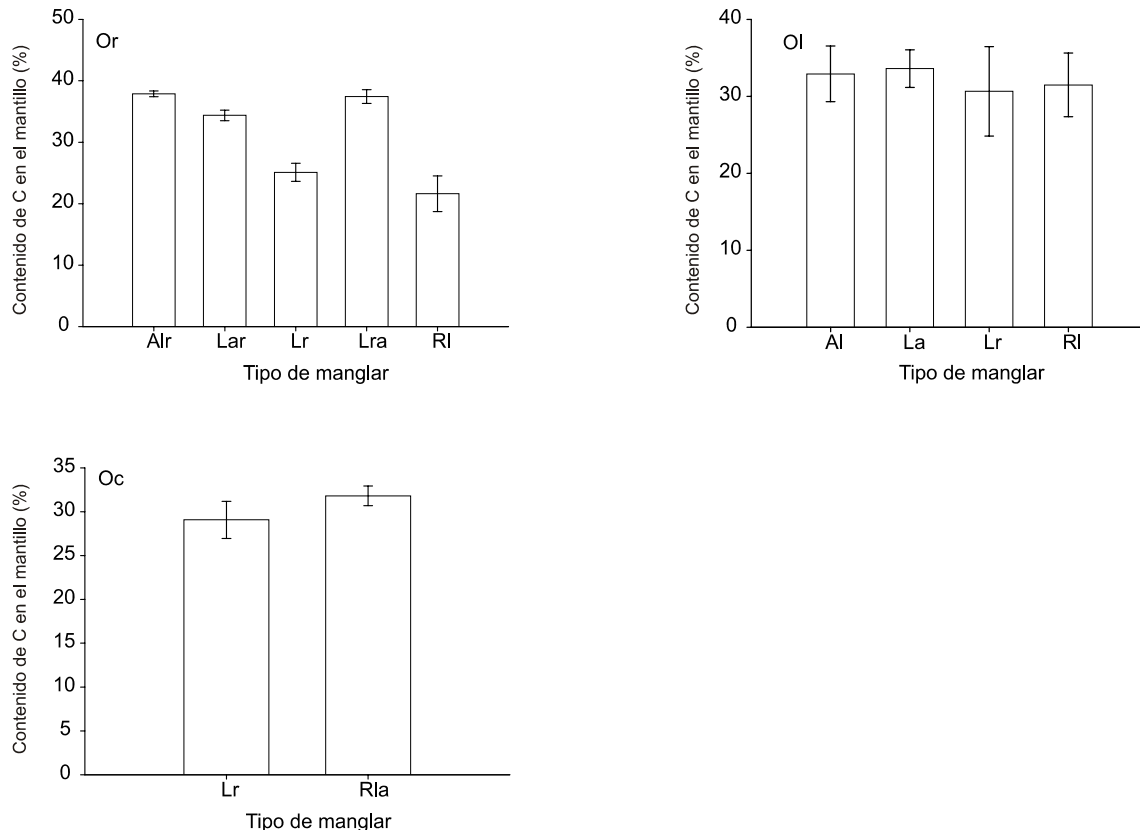 Contenido de C en el mantillo (%)
Or
50
40
30
20
10
0
Alr Lar Lr Lra Rl
Tipo de manglar
Contenido de C en el mantillo (%)
Ol
40
30
20
10
0
Al La Lr Rl
Tipo de manglar
Contenido de C en el mantillo (%)
Oc
35
30
25
20
15
10
5
0
Lr Rla
Tipo de manglar